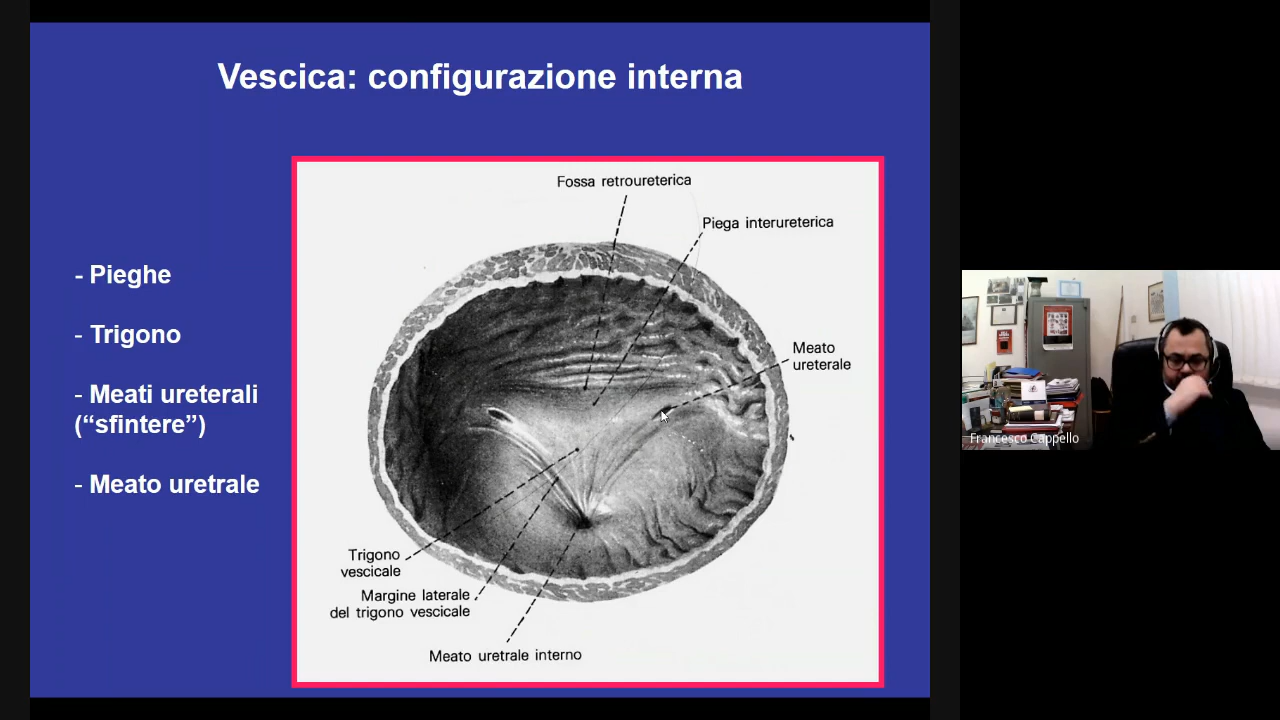 Vescica: configurazione interna
- Pieghe
- Trigono
- Meati ureterali
(“sfintere”)
- Meato uretrale
Fossa retroureterica
Piega interureterica
Meato
ureterale
Trigono
vescicale
Margine laterale
del trigono vescicale
Meato uretrale interno
Francesco Cappello